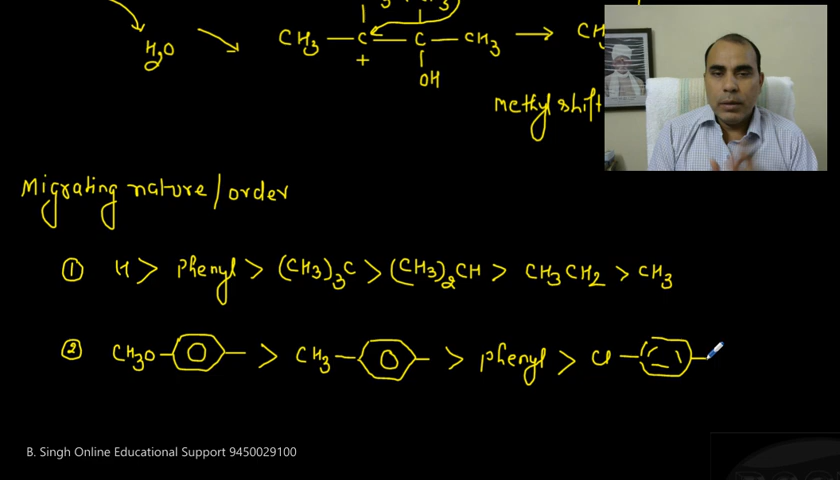 H₂O CH₃ — C — C — CH₃ → CH
+ OH
Methyl shift
Migrating nature/order
① H > phenyl > (CH₃)₃C > (CH₃)₂CH > CH₃CH₂ > CH₃
② CH₃O > CH₃ > phenyl > Cl
B. Singh Online Educational Support 9450029100